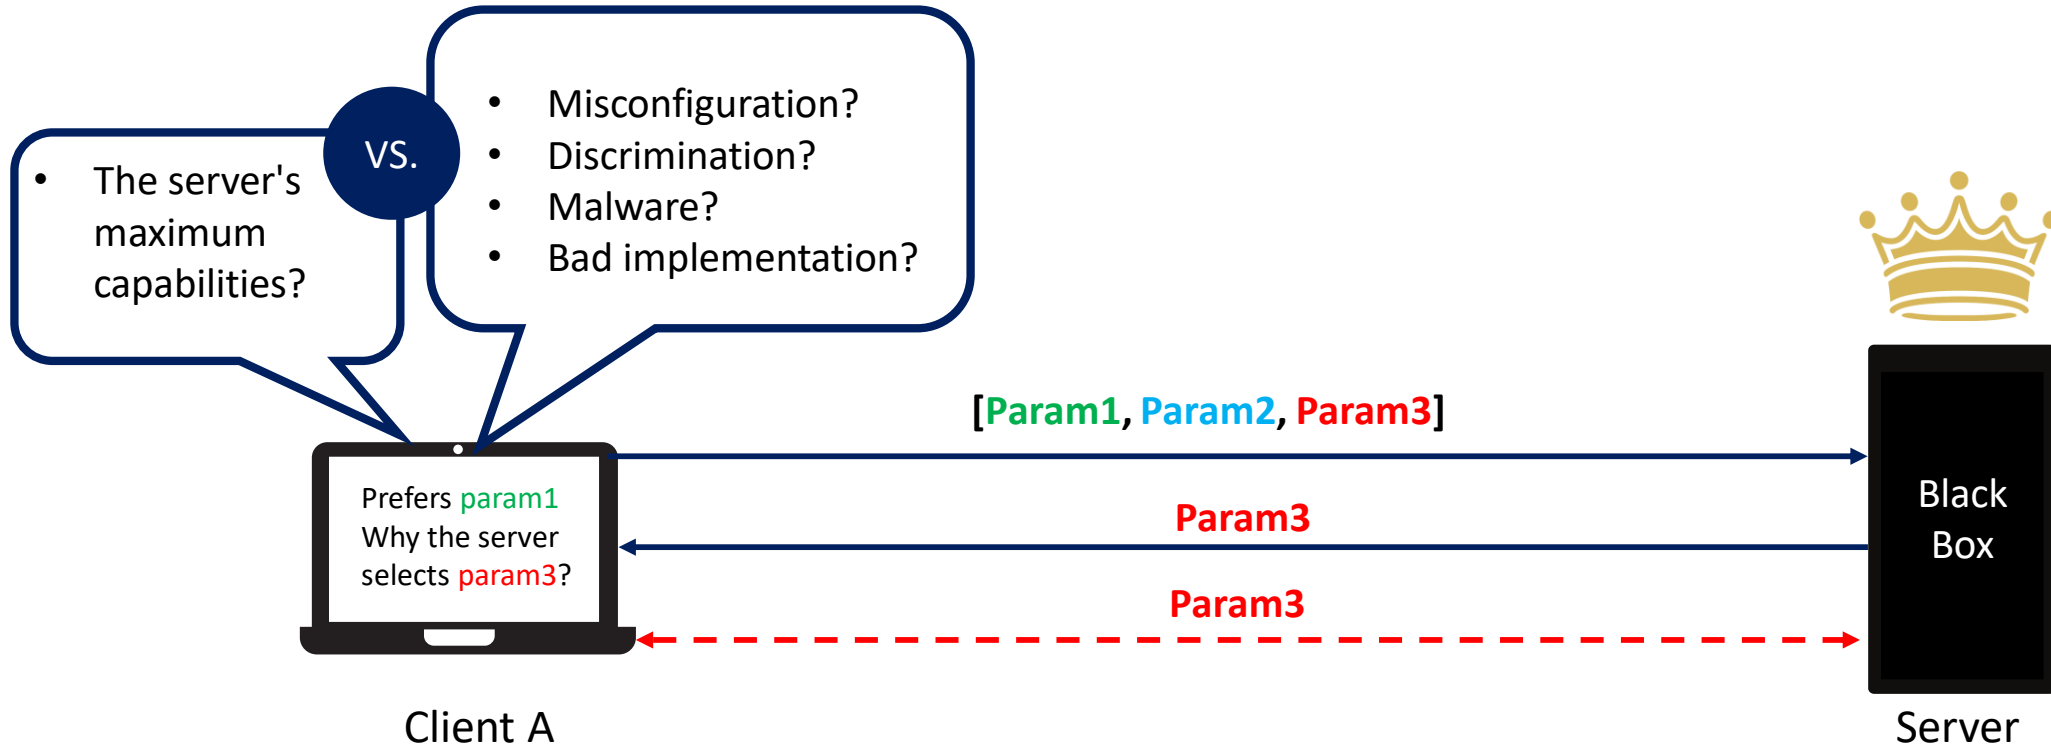 • The server's
maximum
capabilities?
VS.
• Misconfiguration?
• Discrimination?
• Malware?
• Bad implementation?
[Param1, Param2, Param3]
Param3
Param3
Prefers param1
Why the server
selects param3?
Black
Box
Client A
Server